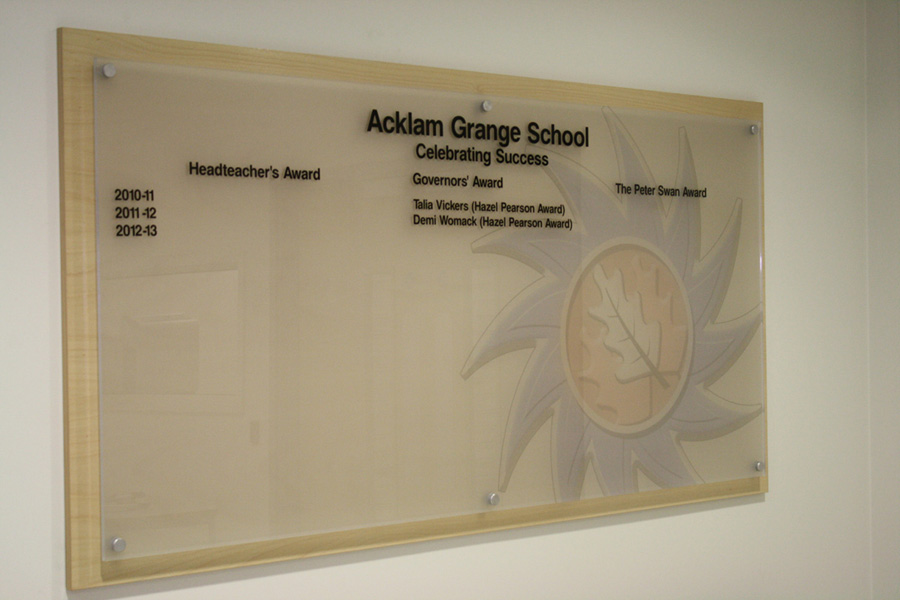 Acklam Grange School
Celebrating Success
Headteacher's Award
Governors' Award
The Peter Swan Award
2010-11
2011-12
2012-13
Talia Vickers (Hazel Pearson Award)
Demi Womack (Hazel Pearson Award)